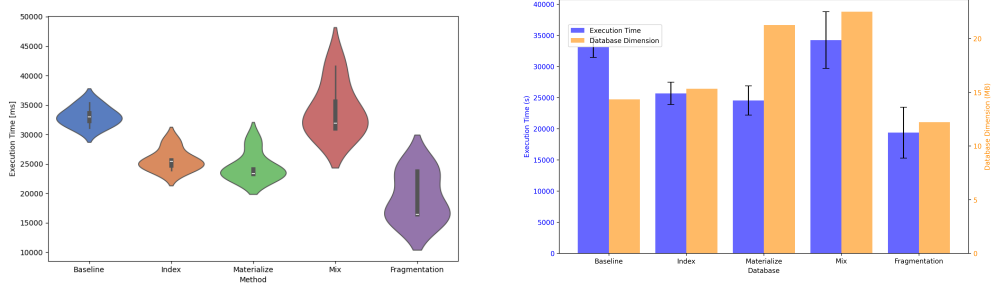 50000
45000
40000
35000
30000
25000
20000
15000
10000
Execution Time [ms]
Baseline
Index
Materialize
Mix
Fragmentation
Method
40000
35000
30000
25000
20000
15000
10000
5000
0
Execution Time (s)
Execution Time
Database Dimension
Baseline
Index
Materialize
Mix
Fragmentation
Database
20
15
10
5
0
Database Dimension (MB)